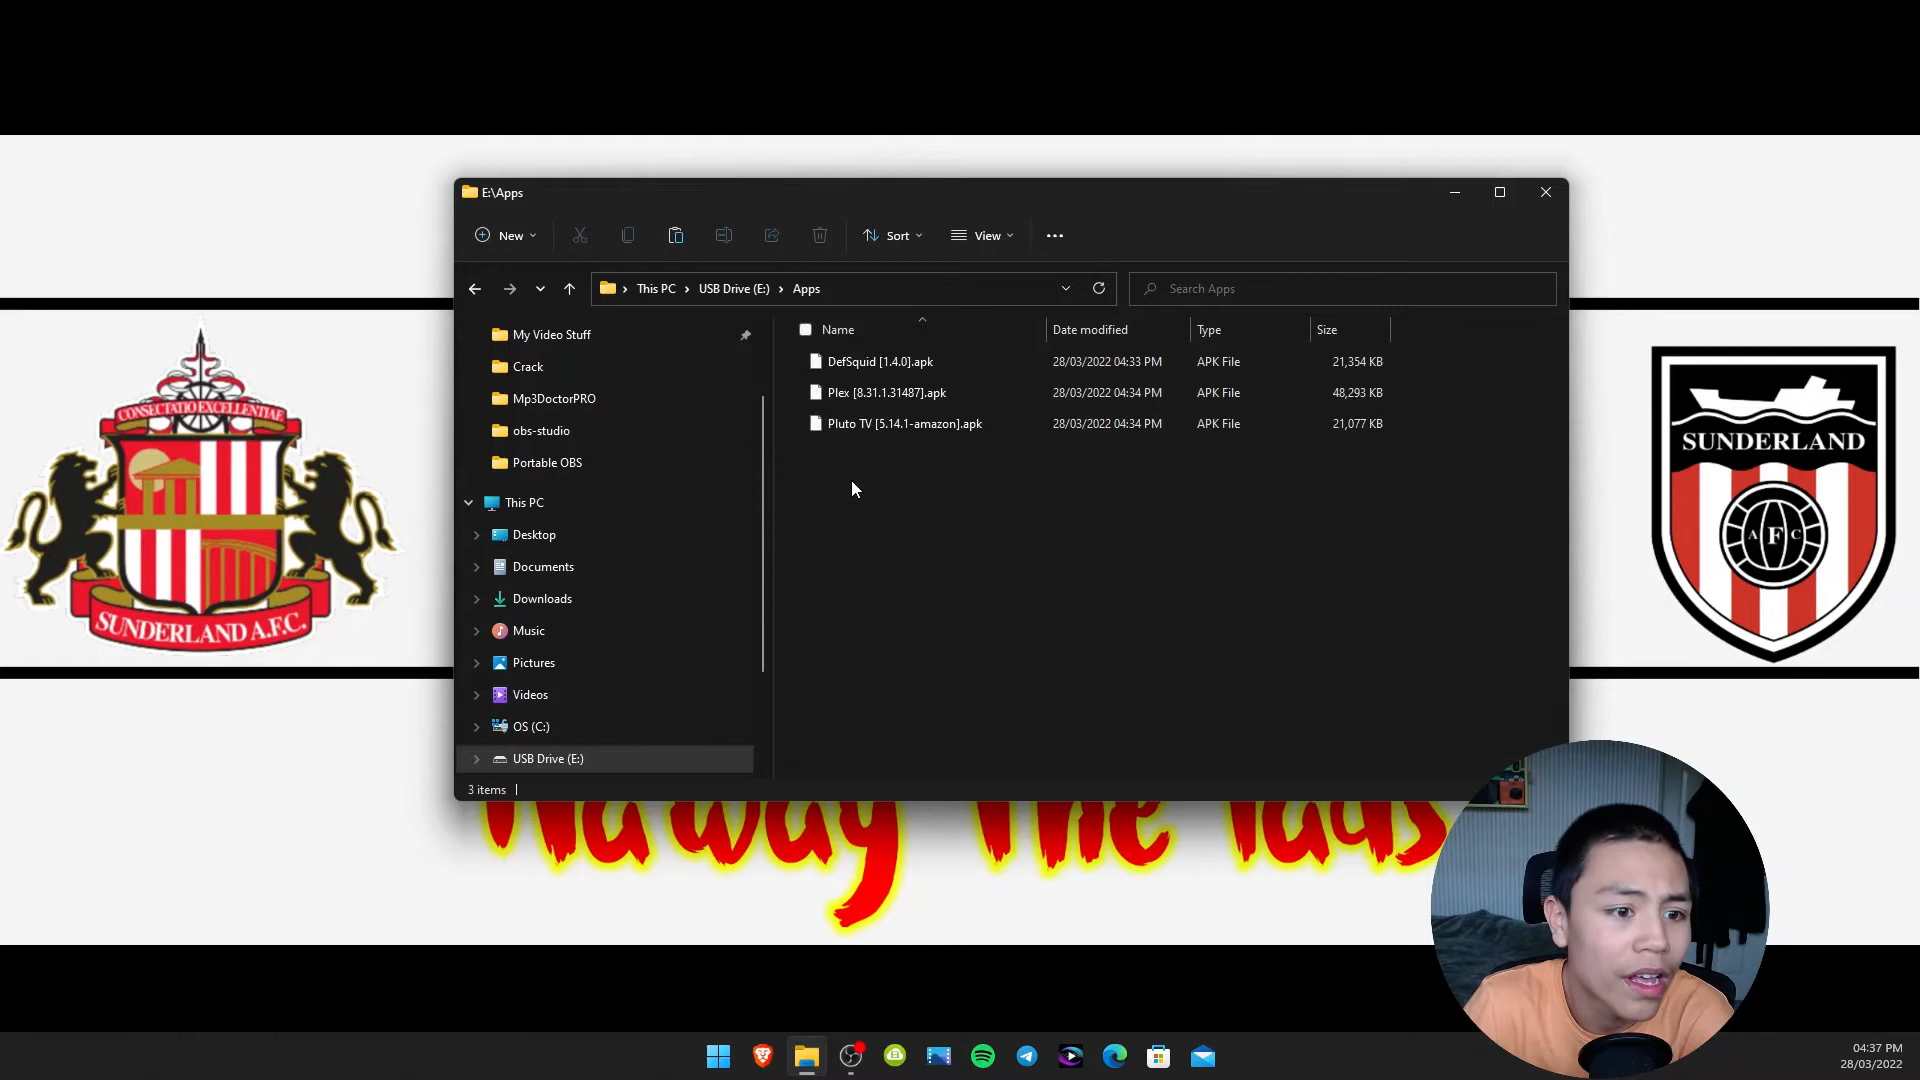 E:\Apps
New
Sort
View
This PC
USB Drive (E:)
Apps
Search Apps
My Video Stuff
Crack
Mp3DoctorPRO
obs-studio
Portable OBS
This PC
Desktop
Documents
Downloads
Music
Pictures
Videos
OS (C:)
USB Drive (E:)
Name Date modified Type Size
DefSquid [1.4.0].apk 28/03/2022 04:33 PM APK File 21,354 KB
Plex [8.31.1.31487].apk 28/03/2022 04:34 PM APK File 48,293 KB
Pluto TV [5.14.1-amazon].apk 28/03/2022 04:34 PM APK File 21,077 KB
3 items
CONSECTATIO EXCELLENTIAE
SUNDERLAND A.F.C.
SUNDERLAND
A F C
Haway The lads
04:37 PM
28/03/2022